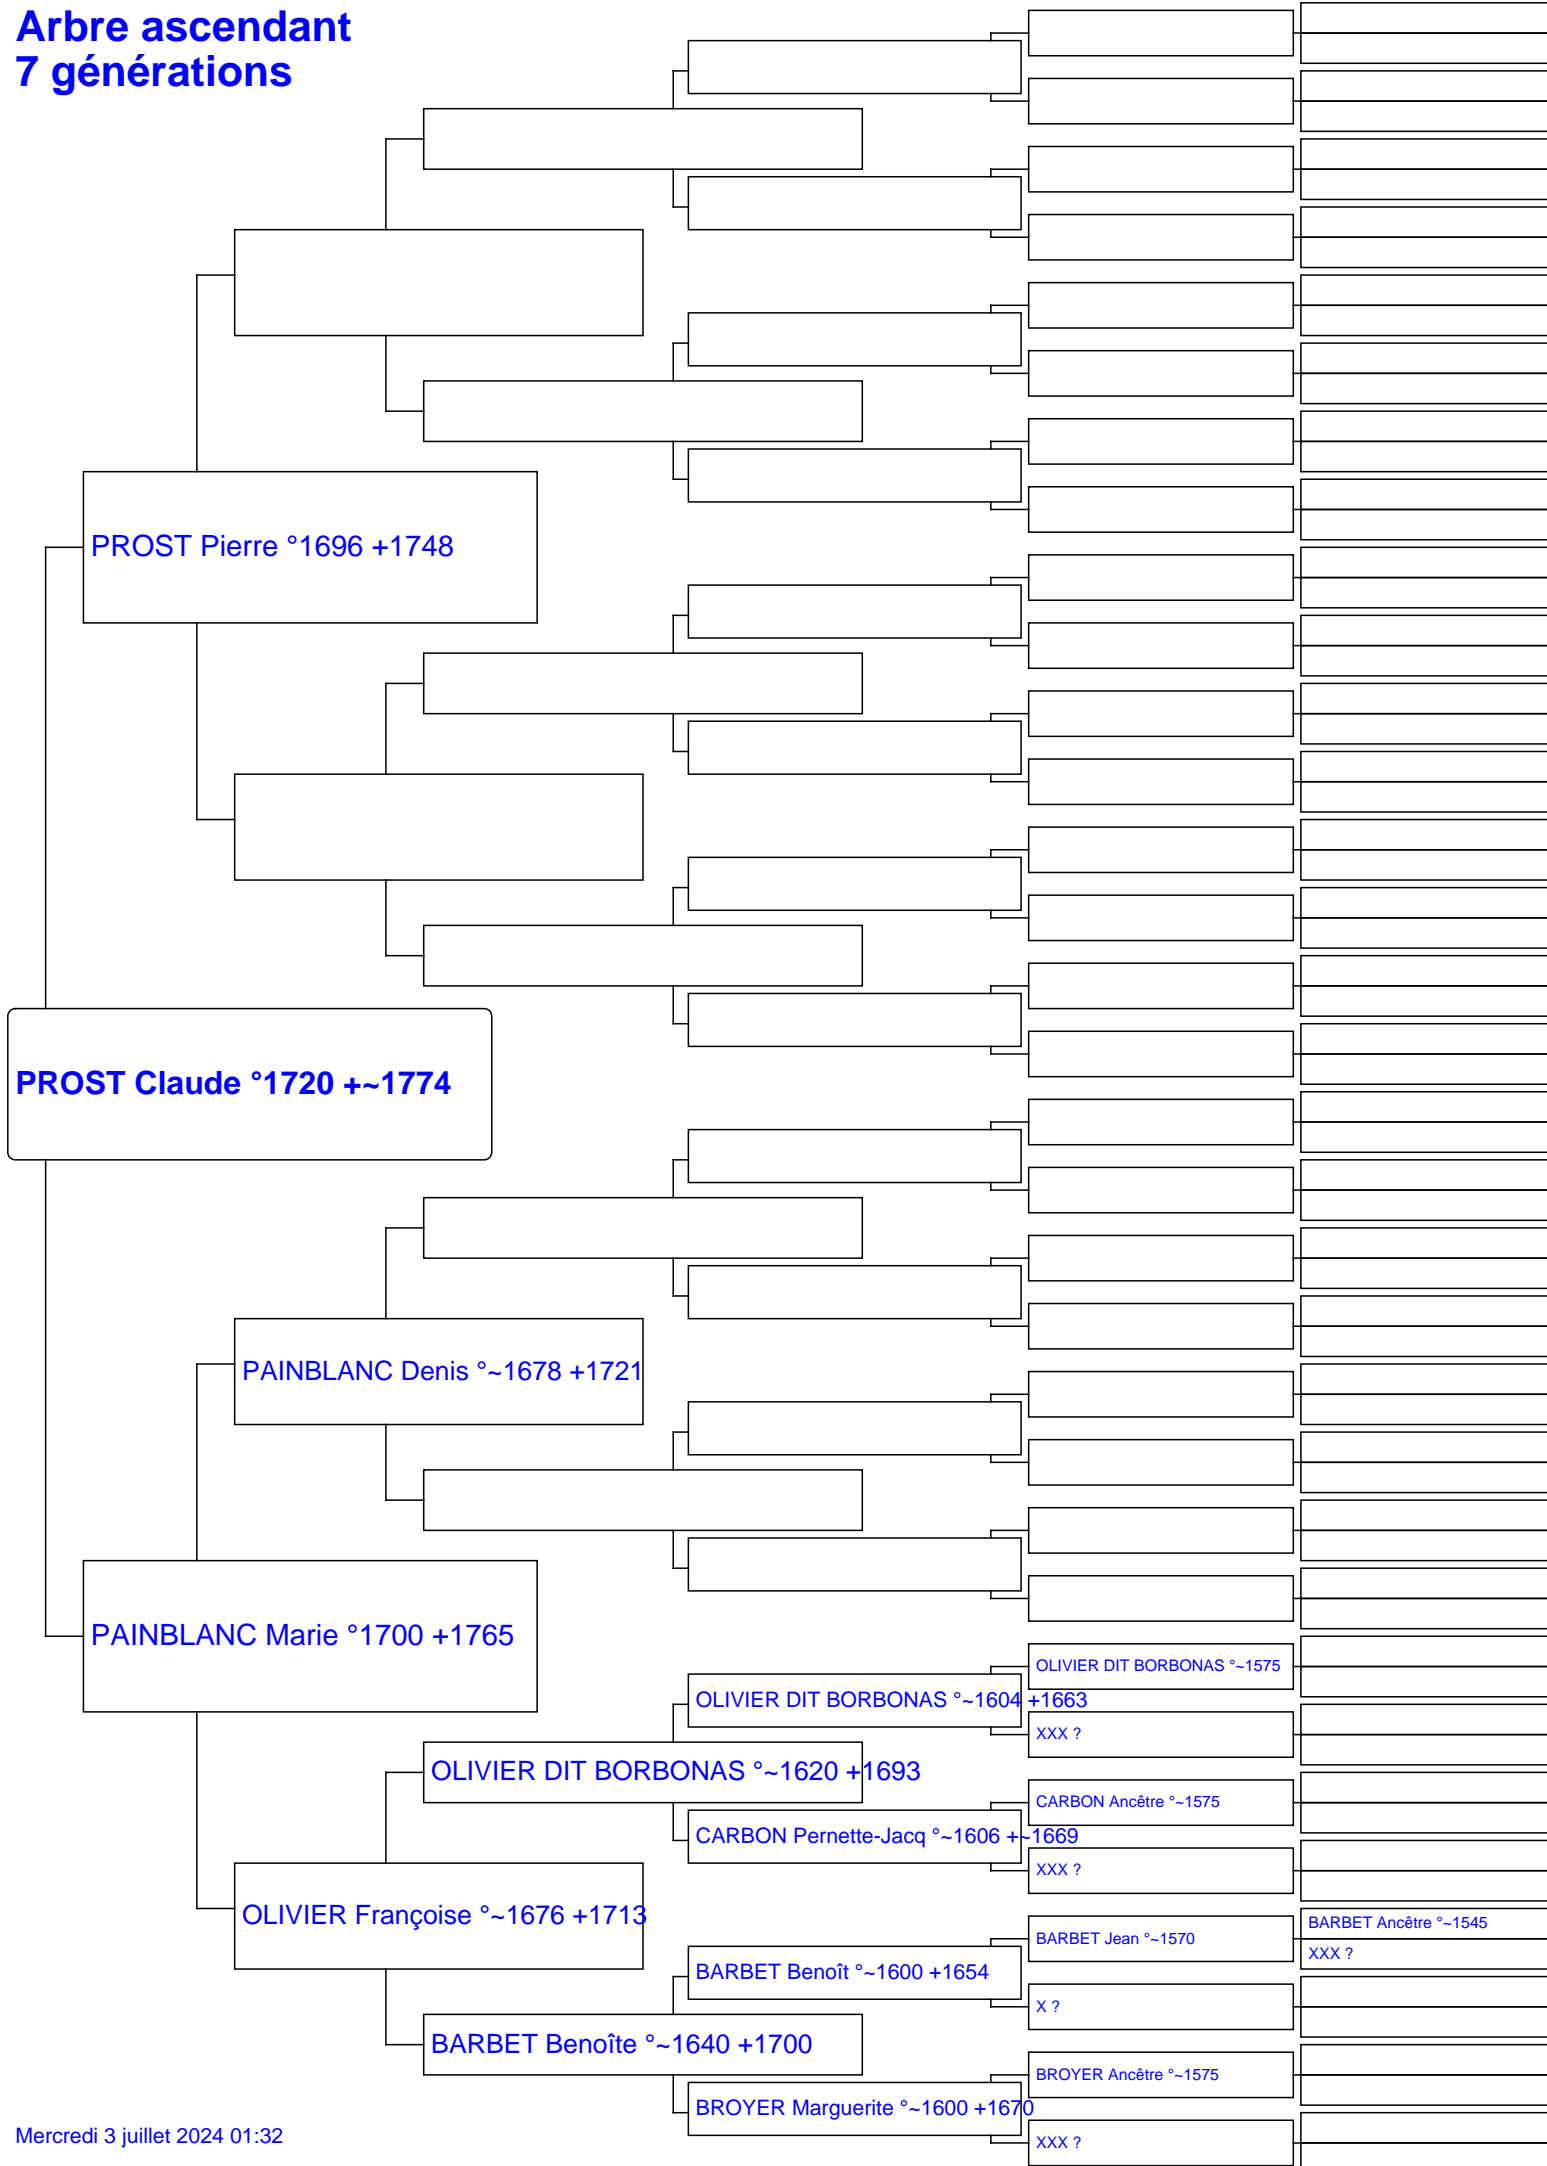 Arbre ascendant
7 générations
PROST Pierre °1696 +1748
PROST Claude °1720 +~1774
PAINBLANC Denis °~1678 +1721
PAINBLANC Marie °1700 +1765
OLIVIER DIT BORBONAS °~1575
OLIVIER DIT BORBONAS °~1604 +1663
XXX ?
OLIVIER DIT BORBONAS °~1620 +1693
CARBON Ancêtre °~1575
CARBON Pernette-Jacq °~1606 +~1669
XXX ?
OLIVIER Françoise °~1676 +1713
BARBET Ancêtre °~1545
BARBET Jean °~1570
XXX ?
BARBET Benoît °~1600 +1654
X ?
BARBET Benoîte °~1640 +1700
BROYER Ancêtre °~1575
BROYER Marguerite °~1600 +1670
XXX ?
Mercredi 3 juillet 2024 01:32